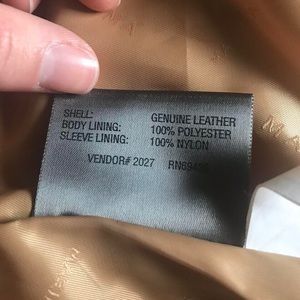 SHELL: GENUINE LEATHER
BODY LINING: 100% POLYESTER
SLEEVE LINING: 100% NYLON
VENDOR# 2027